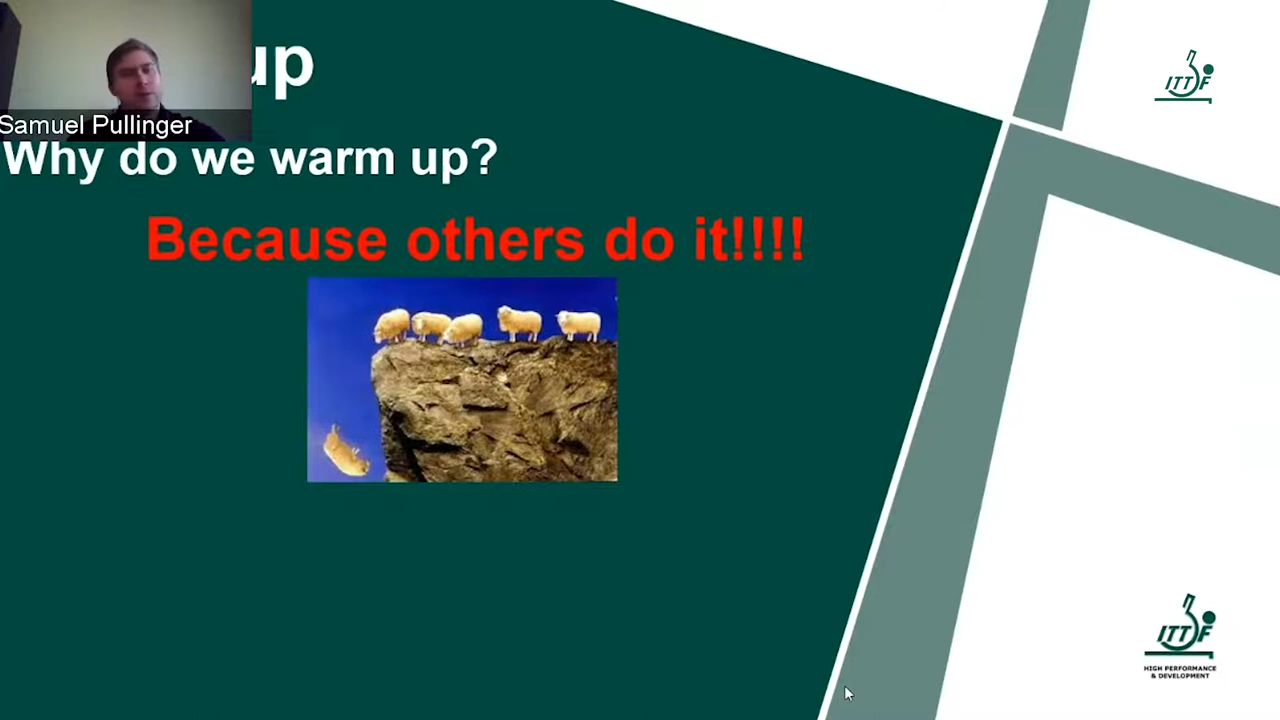 up
Samuel Pullinger
Why do we warm up?
Because others do it!!!!
ITTF
ITTF
HIGH PERFORMANCE
& DEVELOPMENT